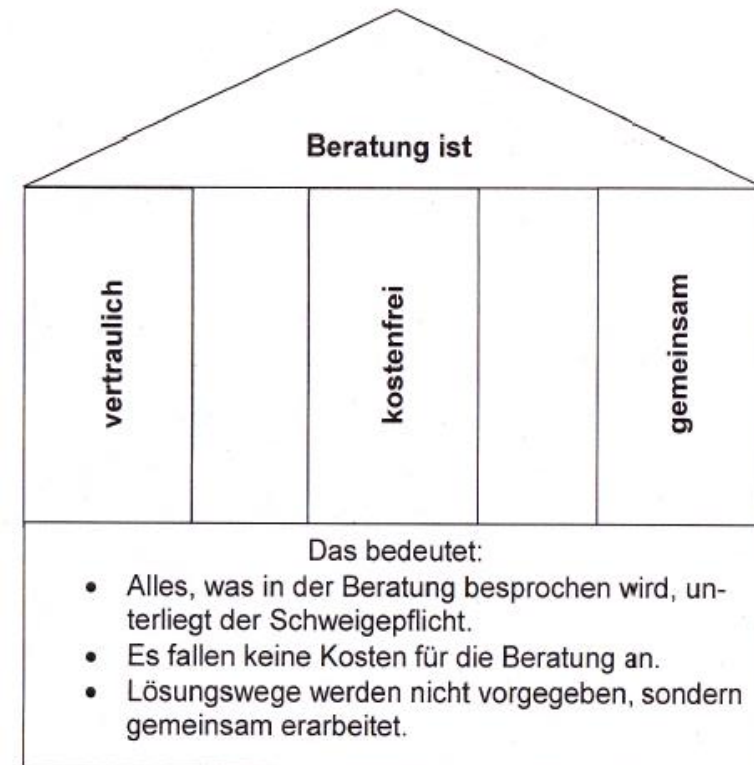 Beratung ist
vertraulich
kostenfrei
gemeinsam
Das bedeutet:
• Alles, was in der Beratung besprochen wird, un-
terliegt der Schweigepflicht.
• Es fallen keine Kosten für die Beratung an.
• Lösungswege werden nicht vorgegeben, sondern
gemeinsam erarbeitet.